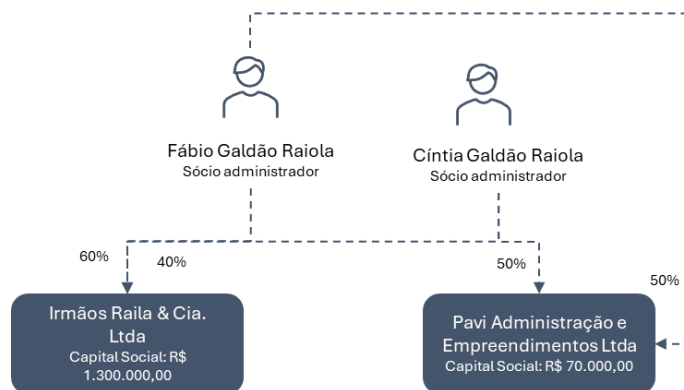 Fábio Galdão Raiola
Sócio administrador
Cíntia Galdão Raiola
Sócio administrador
60%
40%
50%
50%
Irmãos Raila & Cia.
Ltda
Capital Social: R$
1.300.000,00
Pavi Administração e
Empreendimentos Ltda
Capital Social: R$ 70.000,00